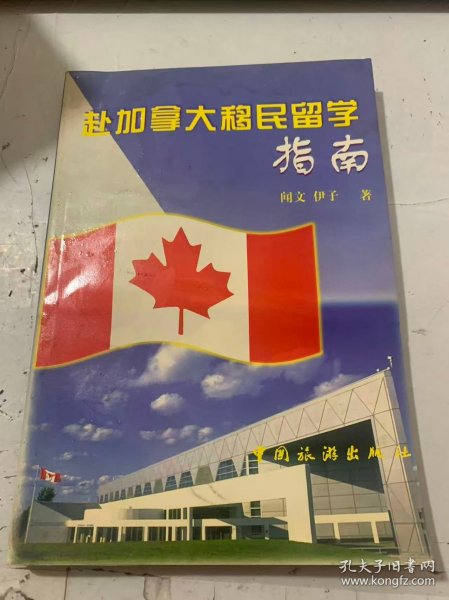 赴加拿大移民留学
指南
闻文 伊子 著
中国旅游出版社
孔夫子旧书网
www.kongfz.com